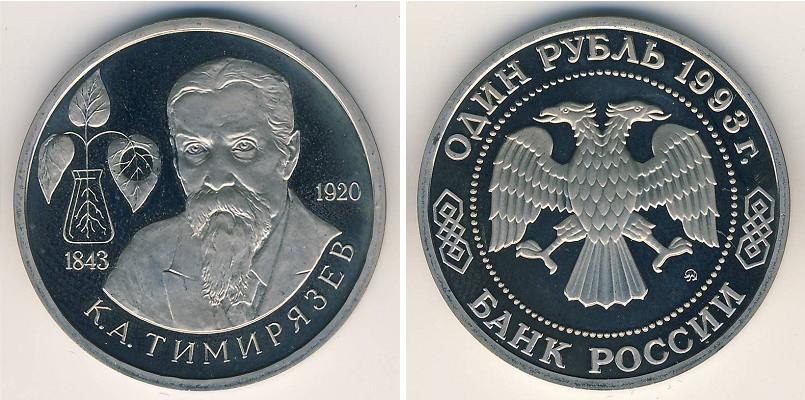 1843
1920
К.А.ТИМИРЯЗЕВ
ОДИН РУБЛЬ 1993 г.
БАНК РОССИИ